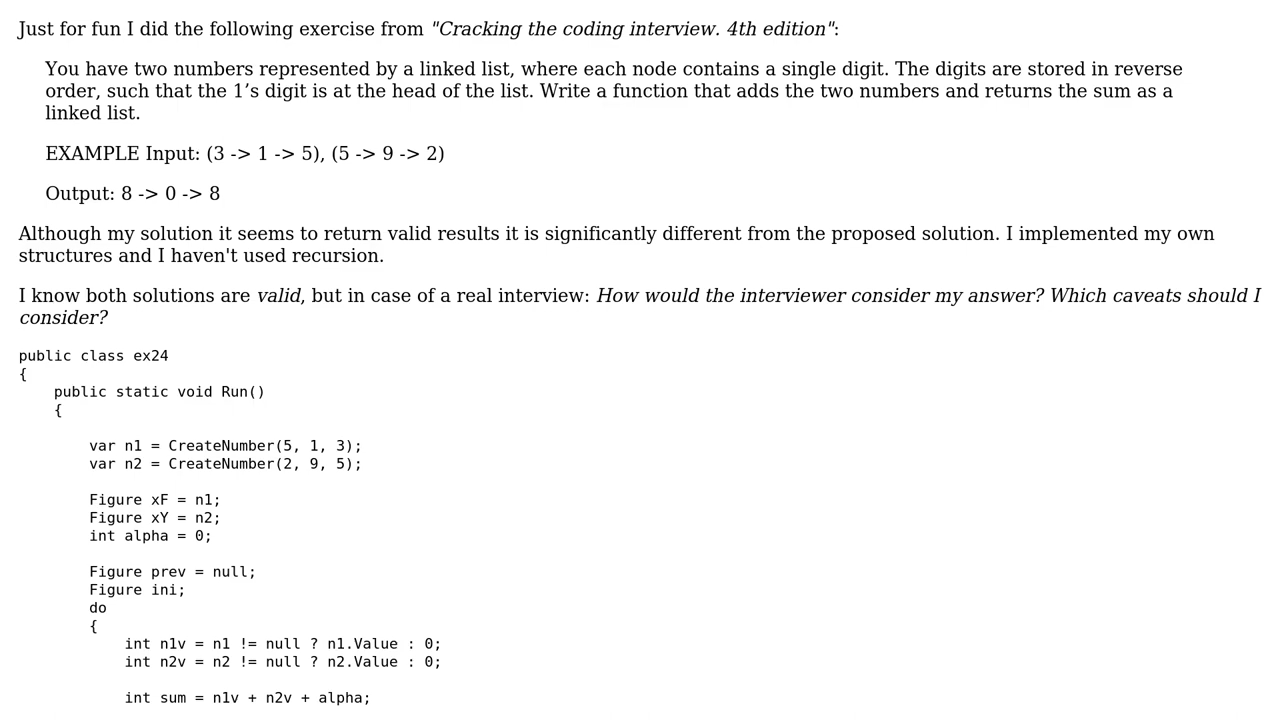 Just for fun I did the following exercise from "Cracking the coding interview. 4th edition":
You have two numbers represented by a linked list, where each node contains a single digit. The digits are stored in reverse
order, such that the 1’s digit is at the head of the list. Write a function that adds the two numbers and returns the sum as a
linked list.
EXAMPLE Input: (3 -> 1 -> 5), (5 -> 9 -> 2)
Output: 8 -> 0 -> 8
Although my solution it seems to return valid results it is significantly different from the proposed solution. I implemented my own
structures and I haven't used recursion.
I know both solutions are valid, but in case of a real interview: How would the interviewer consider my answer? Which caveats should I
consider?
public class ex24
{
    public static void Run()
    {
        var n1 = CreateNumber(5, 1, 3);
        var n2 = CreateNumber(2, 9, 5);
        Figure xF = n1;
        Figure xY = n2;
        int alpha = 0;
        Figure prev = null;
        Figure ini;
        do
        {
            int n1v = n1 != null ? n1.Value : 0;
            int n2v = n2 != null ? n2.Value : 0;
            int sum = n1v + n2v + alpha;